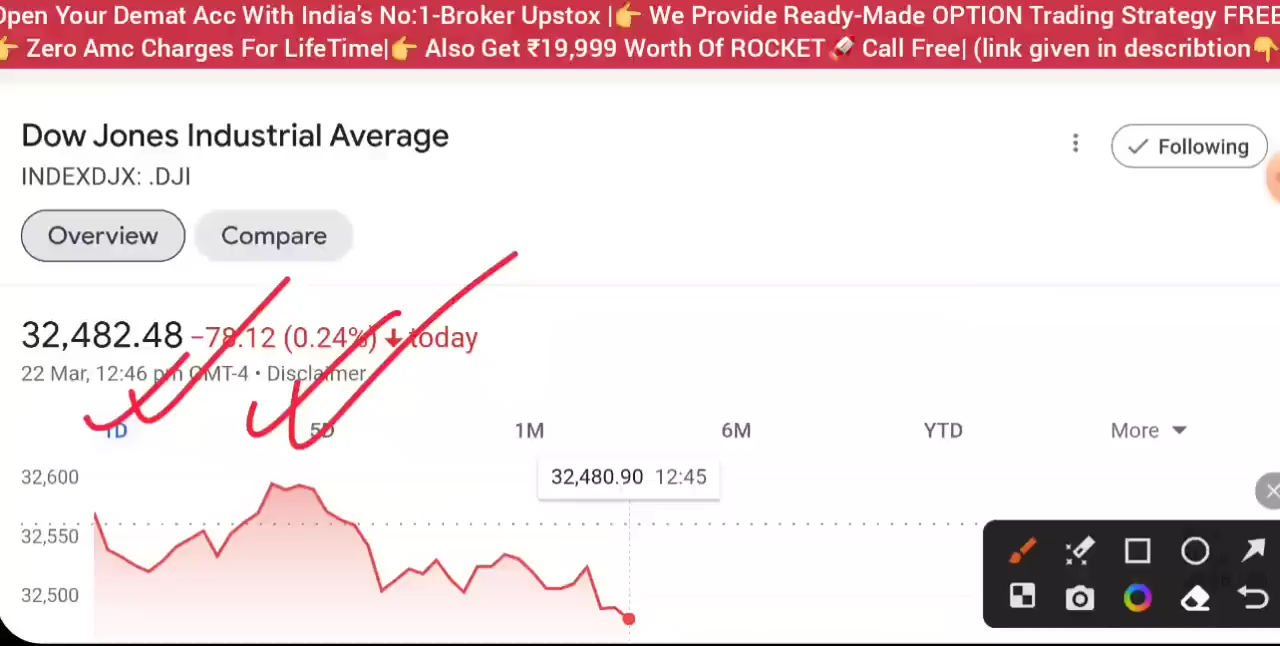 Open Your Demat Acc With India's No:1-Broker Upstox |👉 We Provide Ready-Made OPTION Trading Strategy FREE
👉 Zero Amc Charges For LifeTime|👉 Also Get ₹19,999 Worth Of ROCKET🚀 Call Free| (link given in describtion👇
Dow Jones Industrial Average
INDEXDJX: .DJI
Following
Overview Compare
32,482.48 −78.12 (0.24%) ↓ today
22 Mar, 12:46 pm GMT-4 • Disclaimer
1D 5D 1M 6M YTD More
32,600
32,480.90 12:45
32,550
32,500